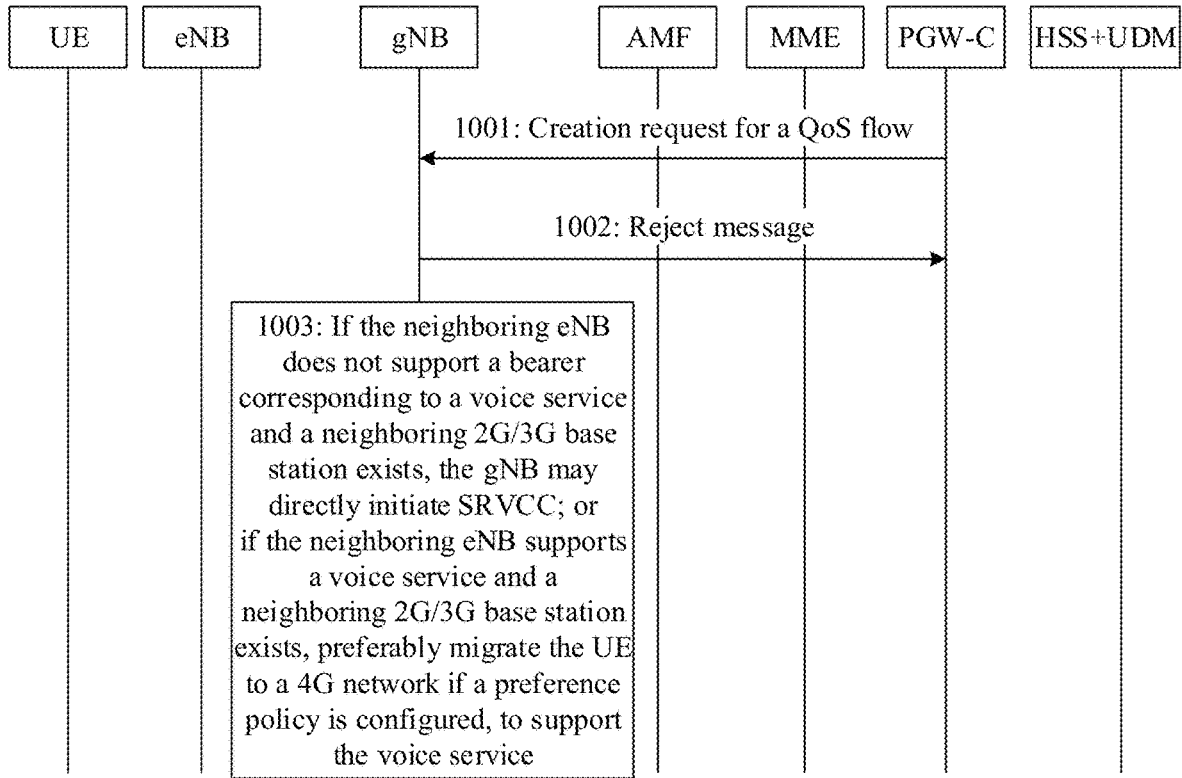 UE eNB gNB AMF MME PGW-C HSS+UDM
1001: Creation request for a QoS flow
1002: Reject message
1003: If the neighboring eNB
does not support a bearer
corresponding to a voice service
and a neighboring 2G/3G base
station exists, the gNB may
directly initiate SRVCC; or
if the neighboring eNB supports
a voice service and a
neighboring 2G/3G base station
exists, preferably migrate the UE
to a 4G network if a preference
policy is configured, to support
the voice service